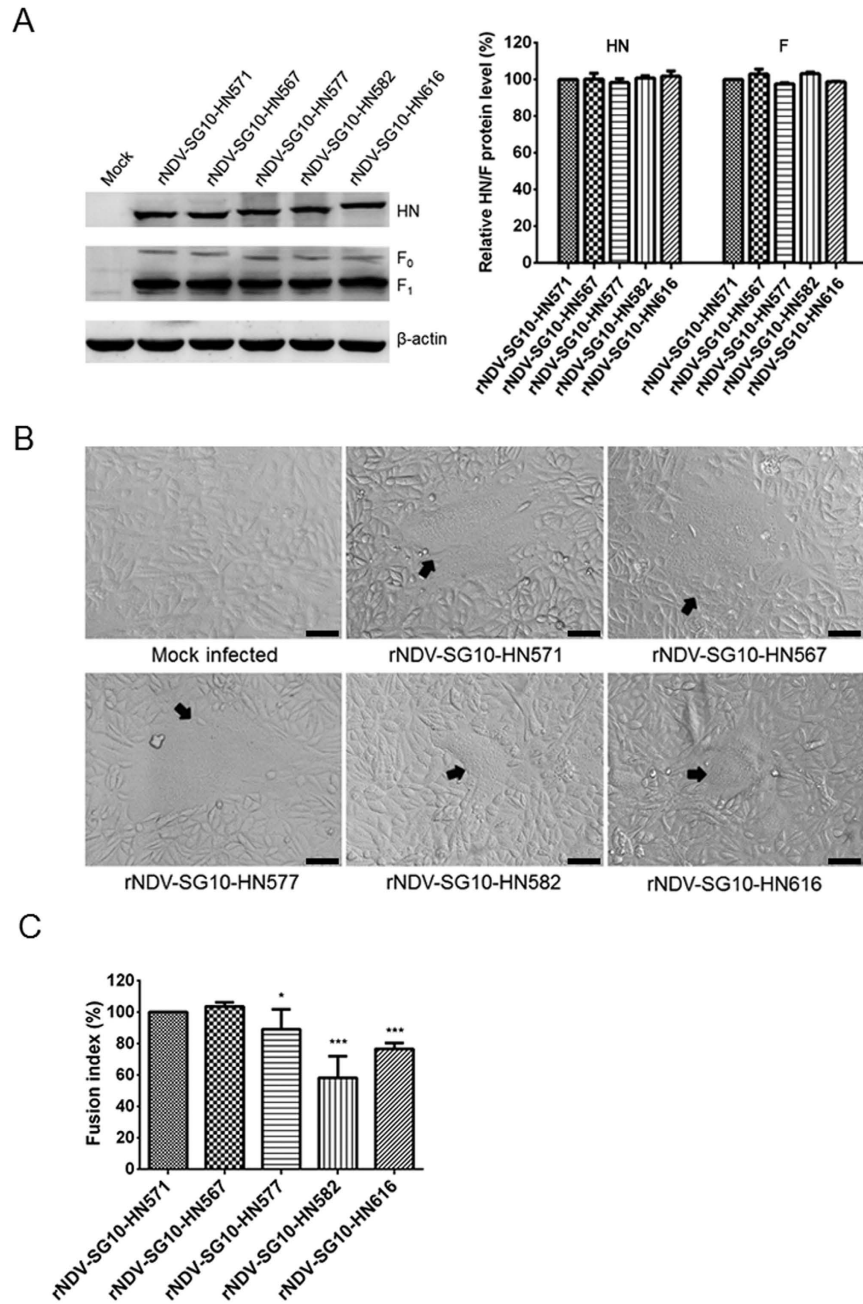 A
Mock
rNDV-SG10-HN571
rNDV-SG10-HN567
rNDV-SG10-HN577
rNDV-SG10-HN582
rNDV-SG10-HN616
HN
F₀
F₁
β-actin
Relative HN/F protein level (%)
120
100
80
60
40
20
0
HN
F
rNDV-SG10-HN571
rNDV-SG10-HN567
rNDV-SG10-HN577
rNDV-SG10-HN582
rNDV-SG10-HN616
rNDV-SG10-HN571
rNDV-SG10-HN567
rNDV-SG10-HN577
rNDV-SG10-HN582
rNDV-SG10-HN616
B
Mock infected
rNDV-SG10-HN571
rNDV-SG10-HN567
rNDV-SG10-HN577
rNDV-SG10-HN582
rNDV-SG10-HN616
C
Fusion index (%)
120
100
80
60
40
20
0
*
***
***
rNDV-SG10-HN571
rNDV-SG10-HN567
rNDV-SG10-HN577
rNDV-SG10-HN582
rNDV-SG10-HN616